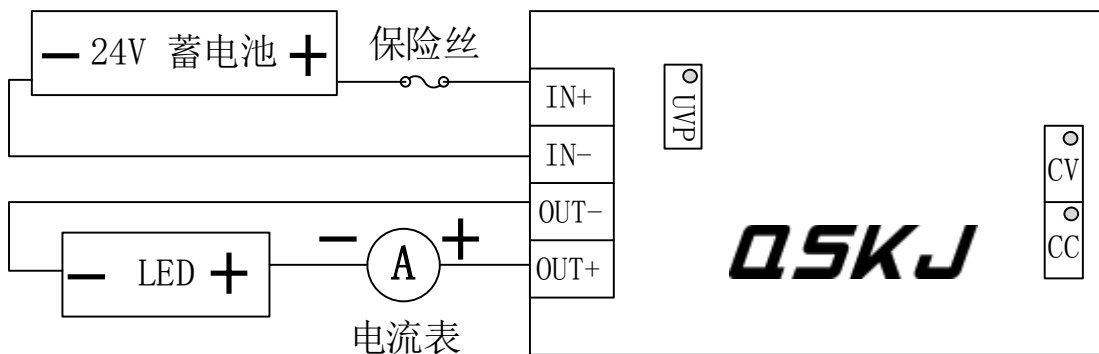 − 24V 蓄电池 +
保险丝
IN+
IN−
OUT−
OUT+
UVP
CV
CC
− LED +
− A +
电流表
QSKJ